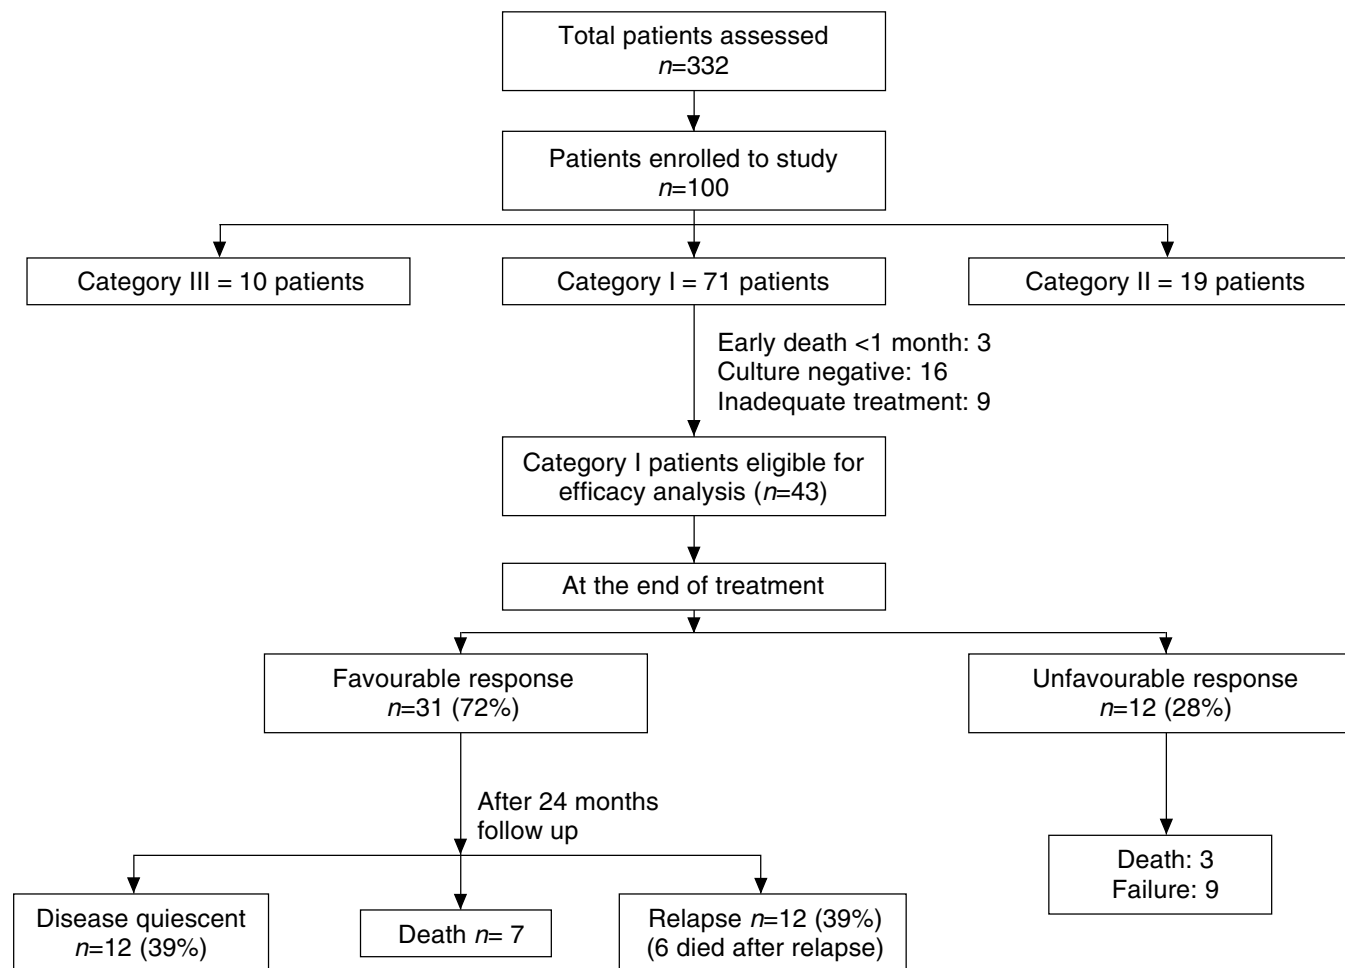 Total patients assessed
n=332
Patients enrolled to study
n=100
Category III = 10 patients
Category I = 71 patients
Category II = 19 patients
Early death <1 month: 3
Culture negative: 16
Inadequate treatment: 9
Category I patients eligible for
efficacy analysis (n=43)
At the end of treatment
Favourable response
n=31 (72%)
Unfavourable response
n=12 (28%)
After 24 months
follow up
Death: 3
Failure: 9
Disease quiescent
n=12 (39%)
Death n= 7
Relapse n=12 (39%)
(6 died after relapse)